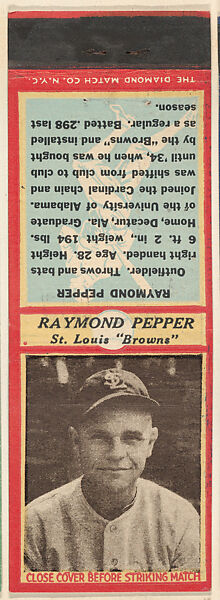 THE DIAMOND MATCH CO. N.Y.C.
RAYMOND PEPPER
Outfielder. Throws and bats
right handed. Age 28. Height
6 ft. 2 in., weight 194 lbs.
Home, Decatur, Ala. Graduate
of the University of Alabama.
Joined the Cardinal chain and
was shifted from club to club
until '34, when he was bought
by the "Browns" and installed
as a regular. Batted .298 last
season.
RAYMOND PEPPER
St. Louis "Browns"
CLOSE COVER BEFORE STRIKING MATCH